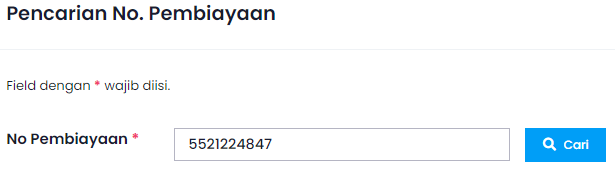 Pencarian No. Pembiayaan
Field dengan * wajib diisi.
No Pembiayaan * 5521224847 Cari